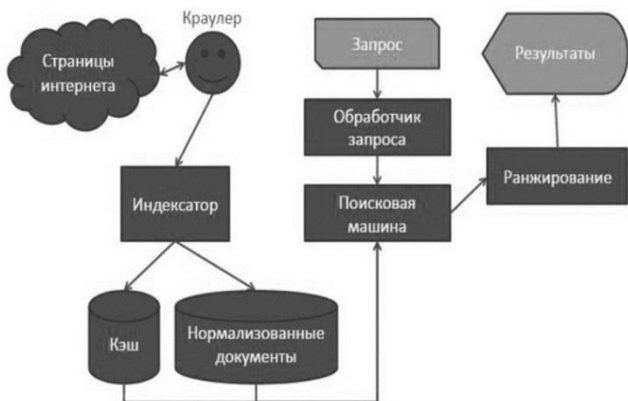 Краулер
Страницы
интернета
Запрос
Результаты
Обработчик
запроса
Индексатор
Поисковая
машина
Ранжирование
Кэш
Нормализованные
документы